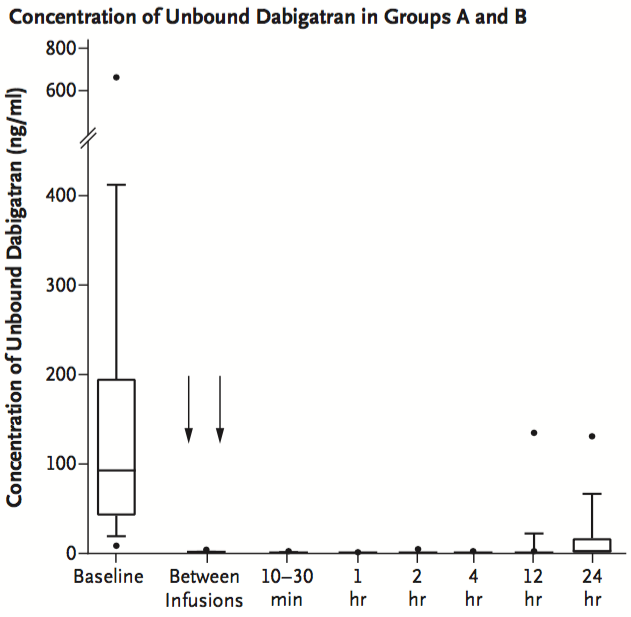 Concentration of Unbound Dabigatran in Groups A and B
Concentration of Unbound Dabigatran (ng/ml)
800
600
400
300
200
100
0
Baseline
Between
Infusions
10–30
min
1
hr
2
hr
4
hr
12
hr
24
hr